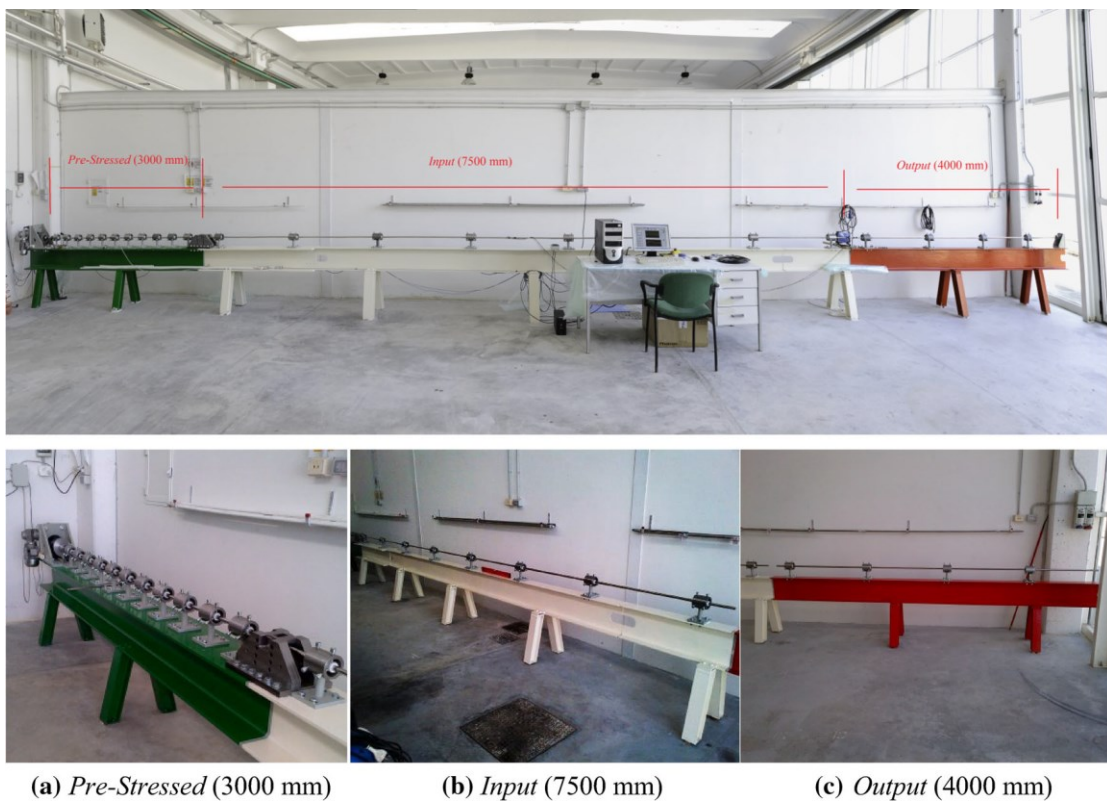 Pre-Stressed (3000 mm)
Input (7500 mm)
Output (4000 mm)
(a) Pre-Stressed (3000 mm)
(b) Input (7500 mm)
(c) Output (4000 mm)